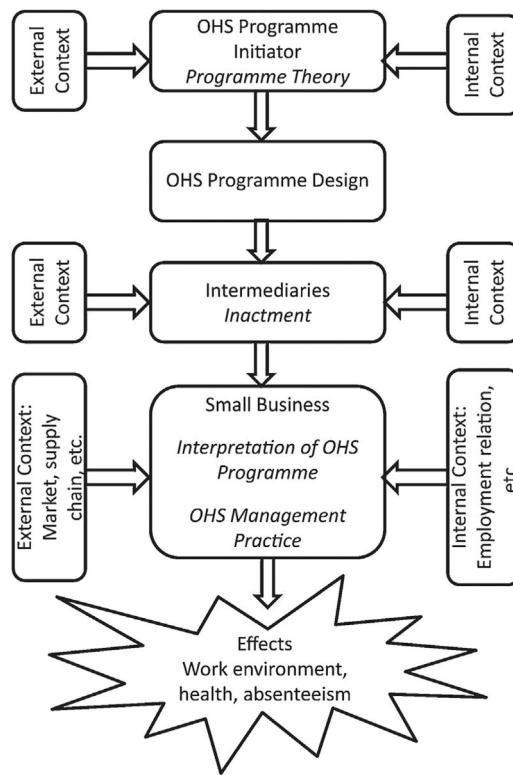 External
Context
OHS Programme
Initiator
Programme Theory
Internal
Context
OHS Programme Design
External
Context
Intermediaries
Inactment
Internal
Context
External Context:
Market, supply
chain, etc.
Small Business
Interpretation of OHS
Programme
OHS Management
Practice
Internal Context:
Employment relation,
etc
Effects
Work environment,
health, absenteeism